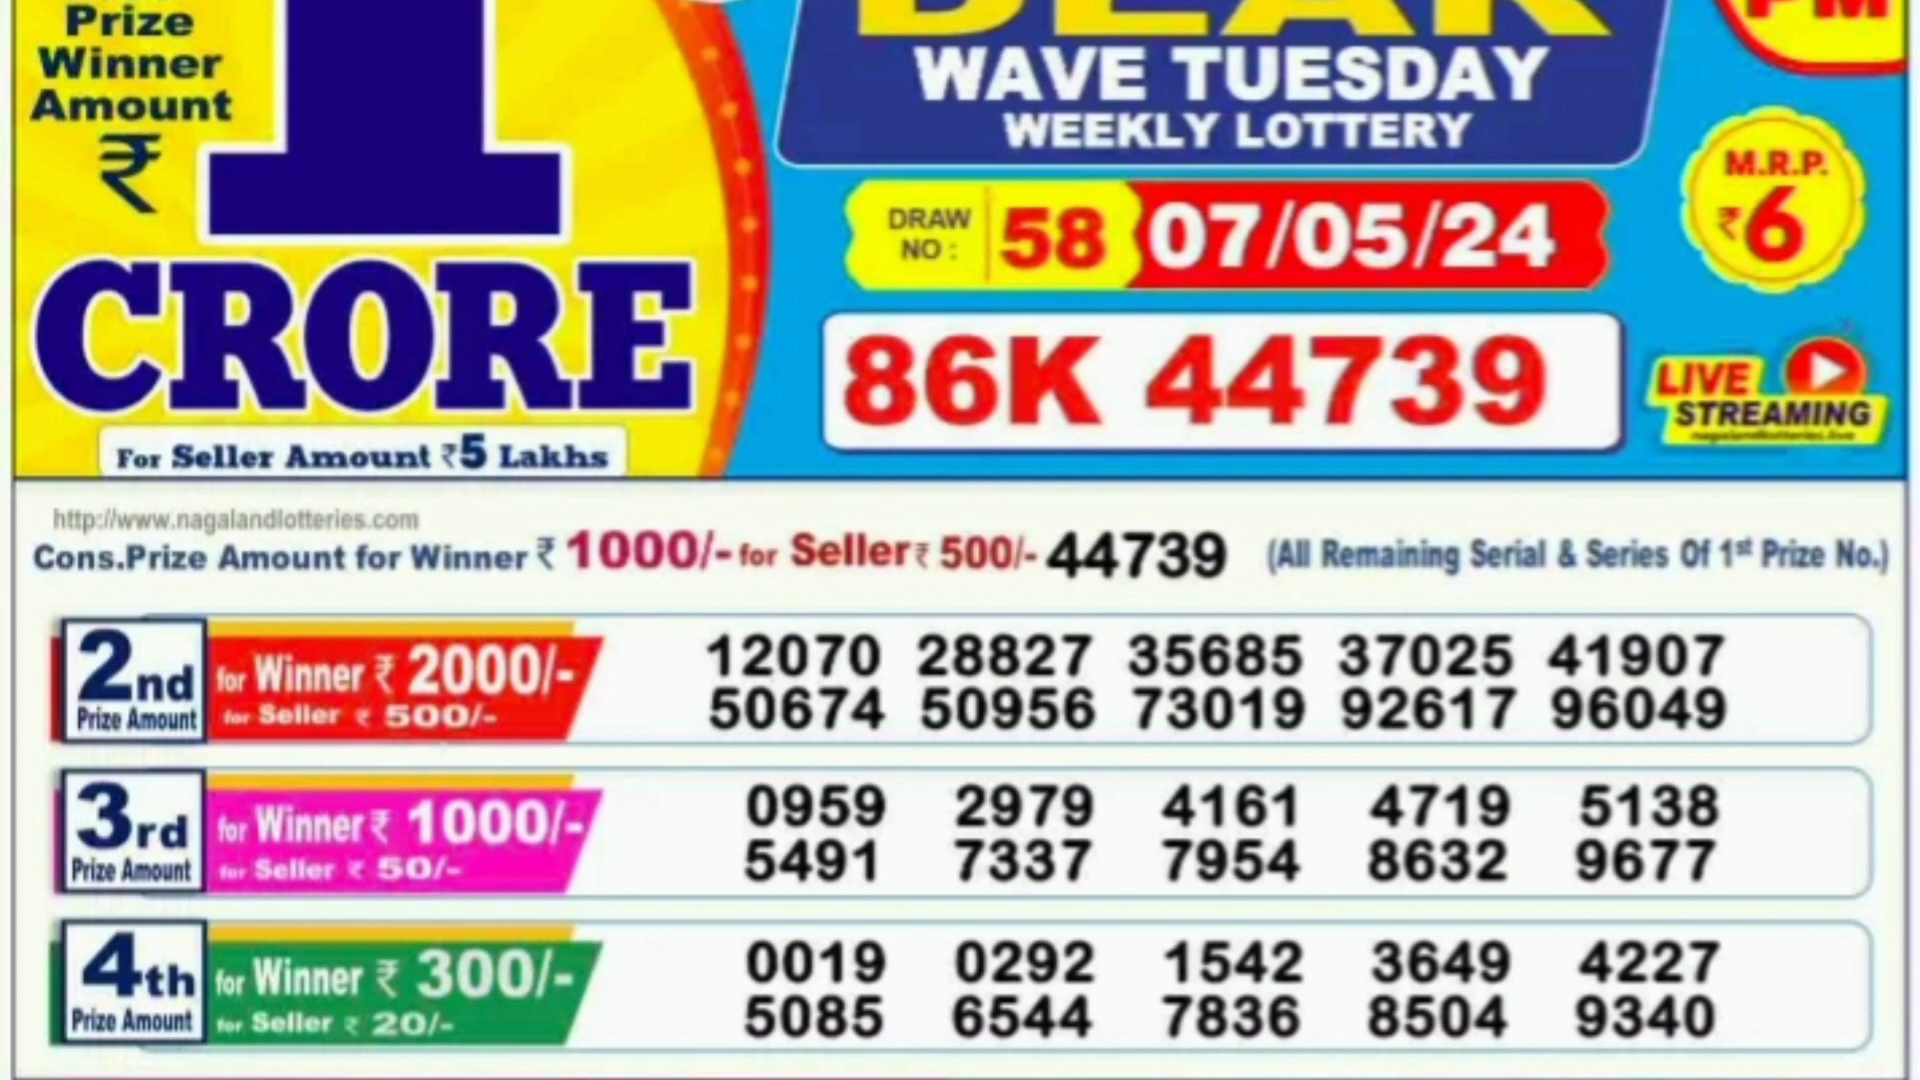 Prize
Winner
Amount
₹
1
CRORE
For Seller Amount ₹5 Lakhs
DEAR
WAVE TUESDAY
WEEKLY LOTTERY
PM
DRAW NO : 58 07/05/24
M.R.P.
₹6
86K 44739
LIVE
STREAMING
http://www.nagalandlotteries.com
Cons.Prize Amount for Winner ₹ 1000/- for Seller ₹ 500/- 44739 (All Remaining Serial & Series Of 1st Prize No.)
2nd Prize Amount
for Winner ₹ 2000/-
for Seller ₹ 500/-
12070 28827 35685 37025 41907
50674 50956 73019 92617 96049
3rd Prize Amount
for Winner ₹ 1000/-
for Seller ₹ 50/-
0959 2979 4161 4719 5138
5491 7337 7954 8632 9677
4th Prize Amount
for Winner ₹ 300/-
for Seller ₹ 20/-
0019 0292 1542 3649 4227
5085 6544 7836 8504 9340